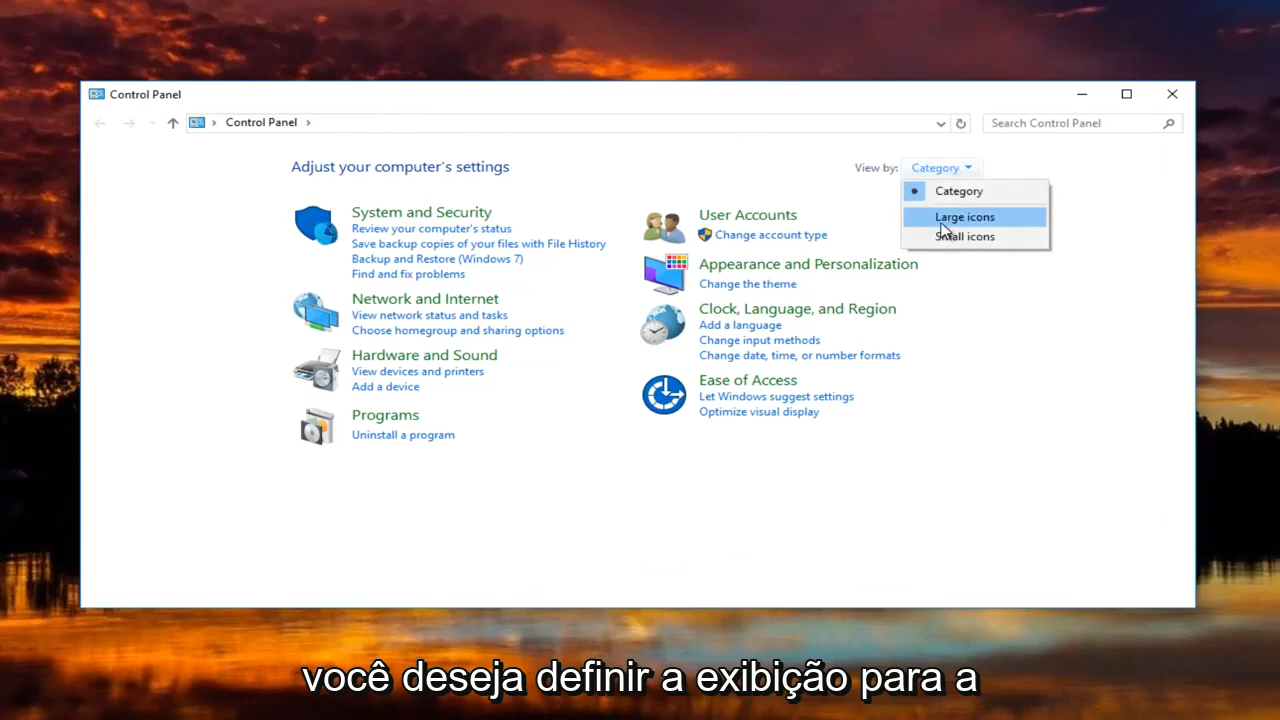 Control Panel
Control Panel
Search Control Panel
Adjust your computer's settings
View by: Category
Category
Large icons
Small icons
System and Security
Review your computer's status
Save backup copies of your files with File History
Backup and Restore (Windows 7)
Find and fix problems
Network and Internet
View network status and tasks
Choose homegroup and sharing options
Hardware and Sound
View devices and printers
Add a device
Programs
Uninstall a program
User Accounts
Change account type
Appearance and Personalization
Change the theme
Clock, Language, and Region
Add a language
Change input methods
Change date, time, or number formats
Ease of Access
Let Windows suggest settings
Optimize visual display
você deseja definir a exibição para a